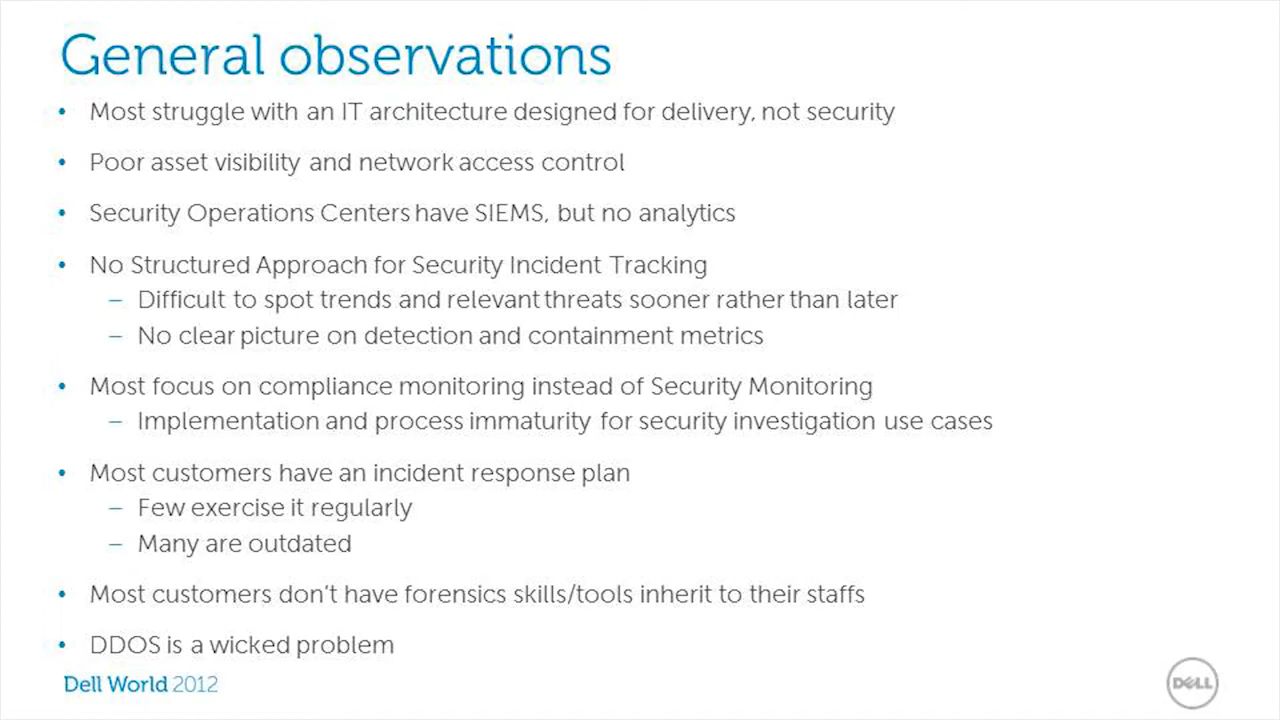 General observations
• Most struggle with an IT architecture designed for delivery, not security
• Poor asset visibility and network access control
• Security Operations Centers have SIEMS, but no analytics
• No Structured Approach for Security Incident Tracking
– Difficult to spot trends and relevant threats sooner rather than later
– No clear picture on detection and containment metrics
• Most focus on compliance monitoring instead of Security Monitoring
– Implementation and process immaturity for security investigation use cases
• Most customers have an incident response plan
– Few exercise it regularly
– Many are outdated
• Most customers don't have forensics skills/tools inherit to their staffs
• DDOS is a wicked problem
Dell World 2012
DELL